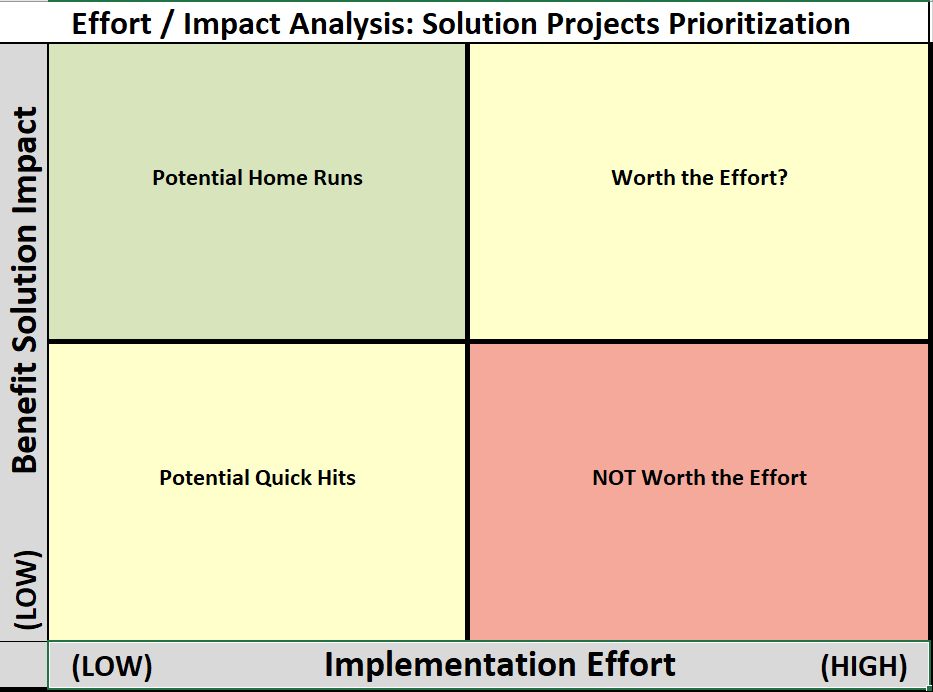 Effort / Impact Analysis: Solution Projects Prioritization
Benefit Solution Impact
(LOW)
Potential Home Runs
Worth the Effort?
Potential Quick Hits
NOT Worth the Effort
(LOW)
Implementation Effort
(HIGH)